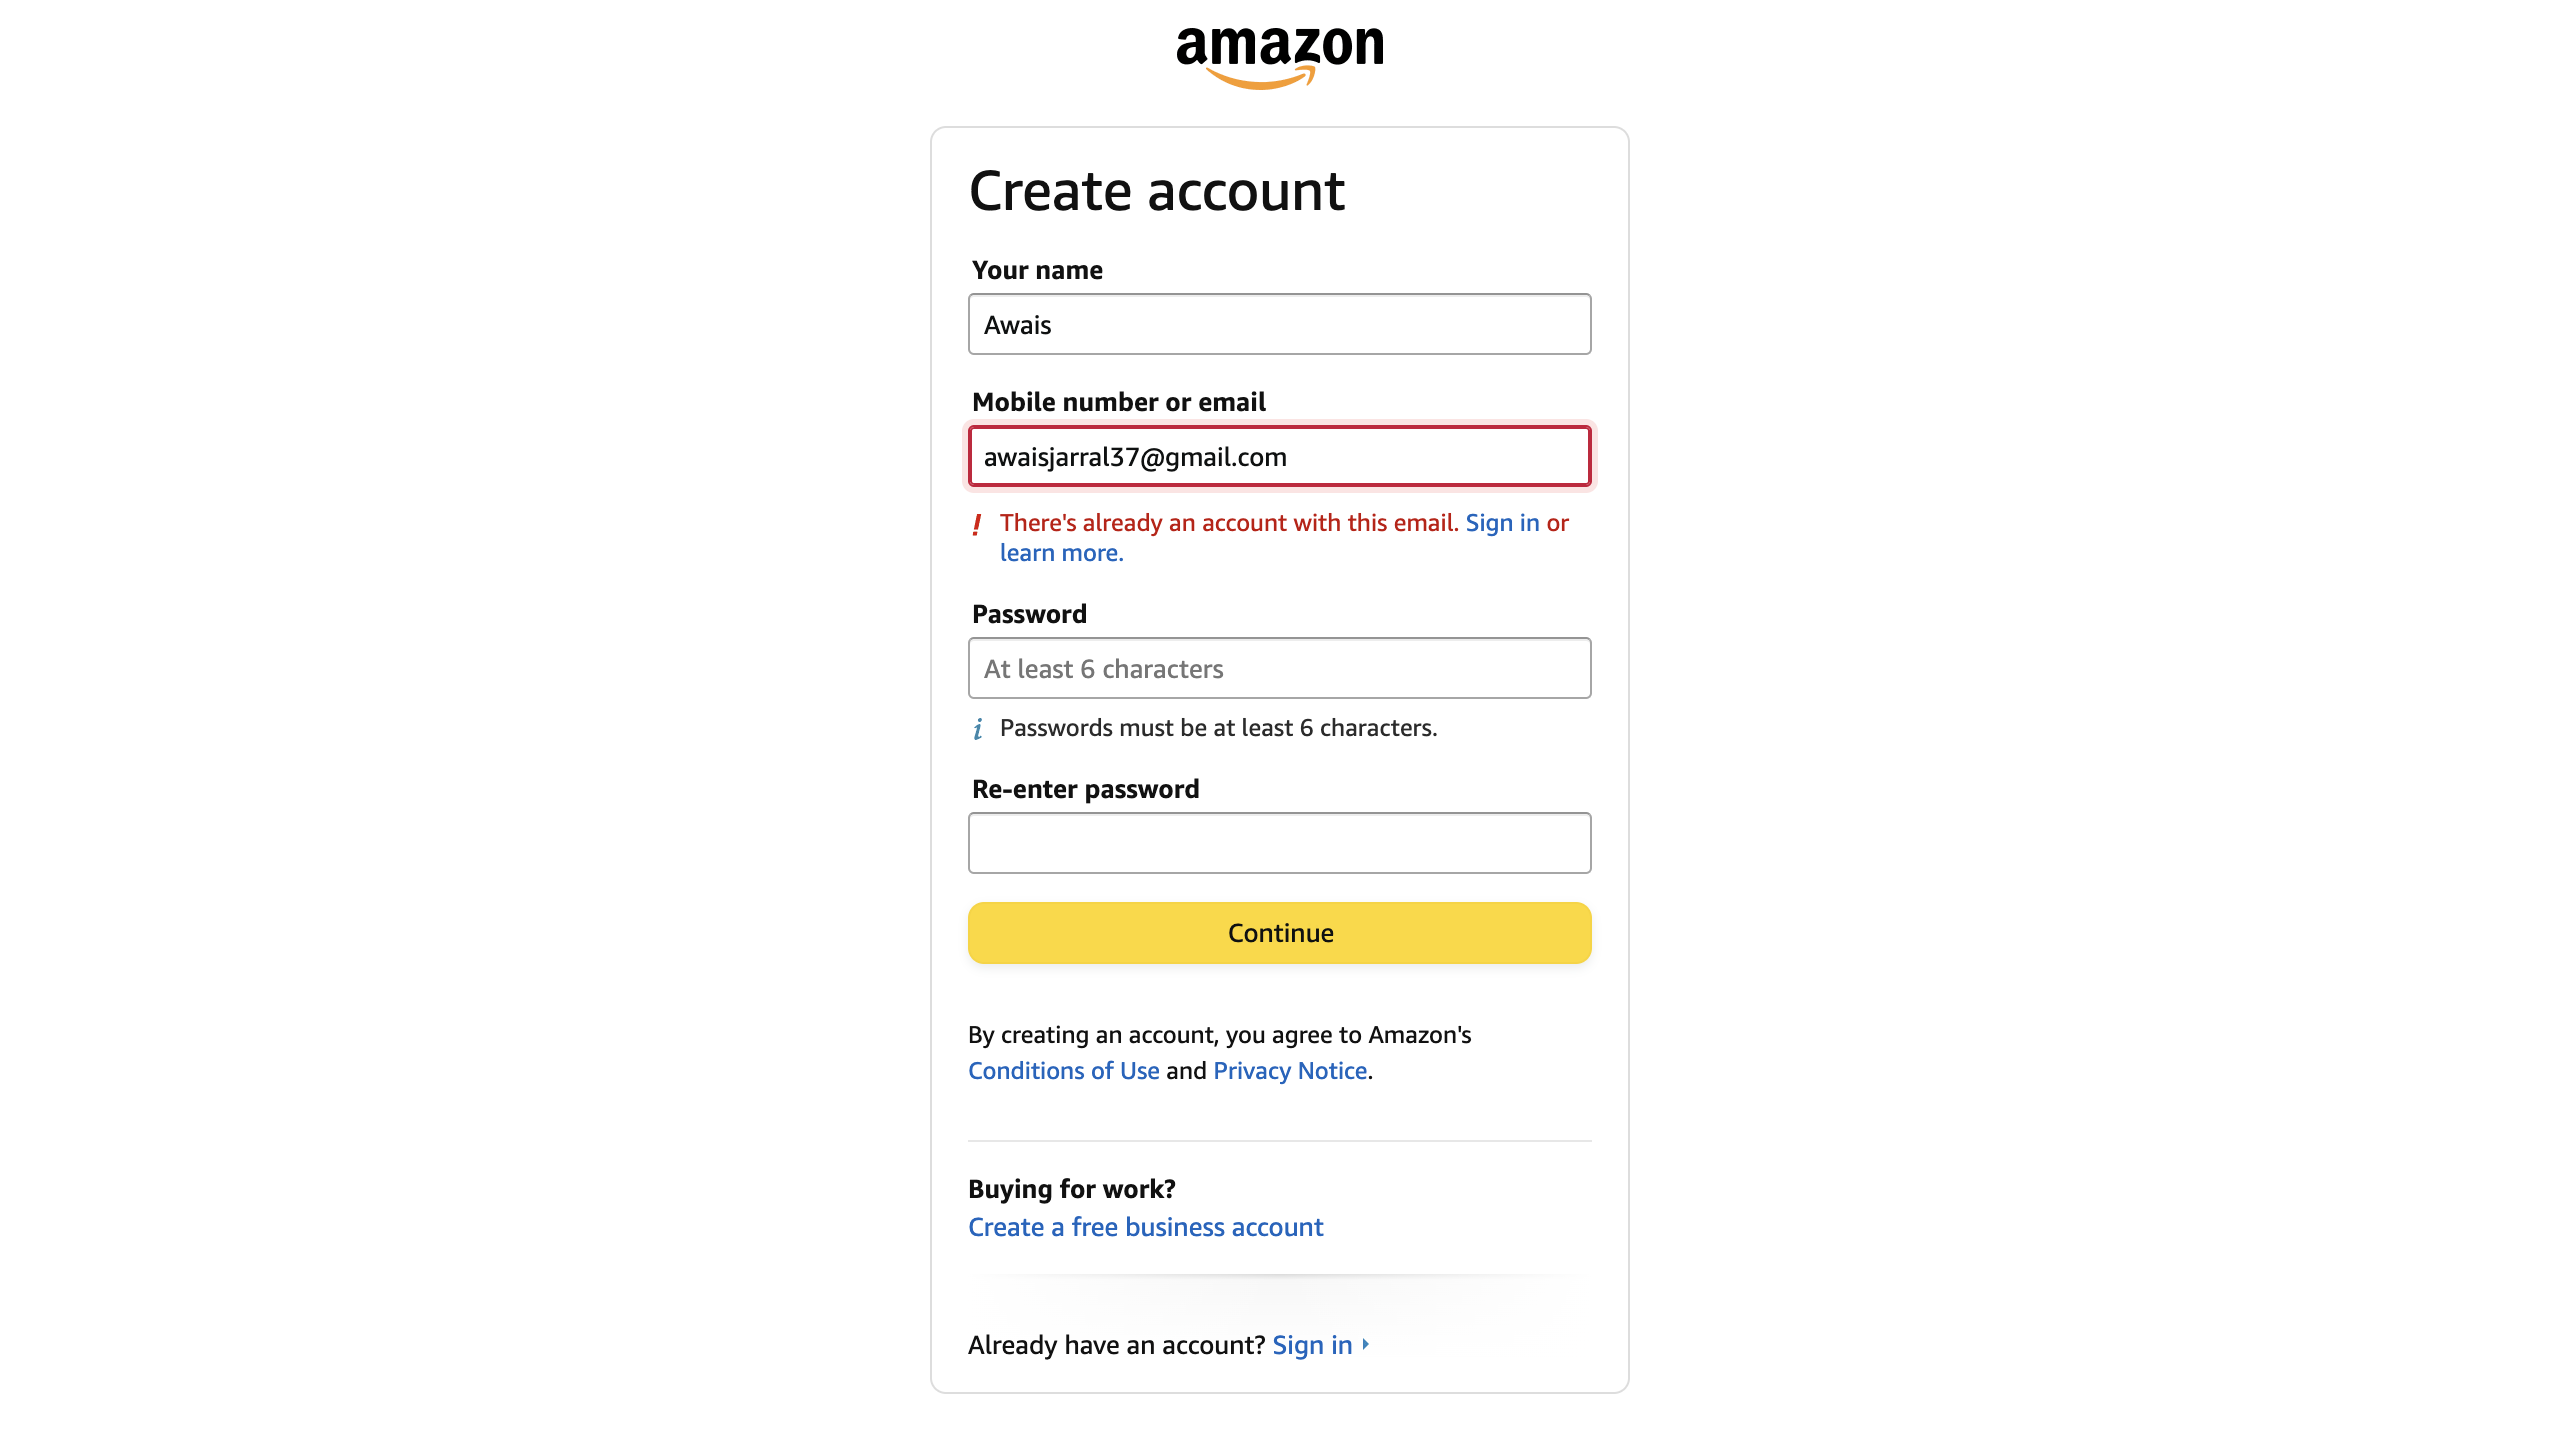 amazon
Create account
Your name
Awais
Mobile number or email
awaisjarral37@gmail.com
! There's already an account with this email. Sign in or
learn more.
Password
At least 6 characters
i Passwords must be at least 6 characters.
Re-enter password
Continue
By creating an account, you agree to Amazon's
Conditions of Use and Privacy Notice.
Buying for work?
Create a free business account
Already have an account? Sign in